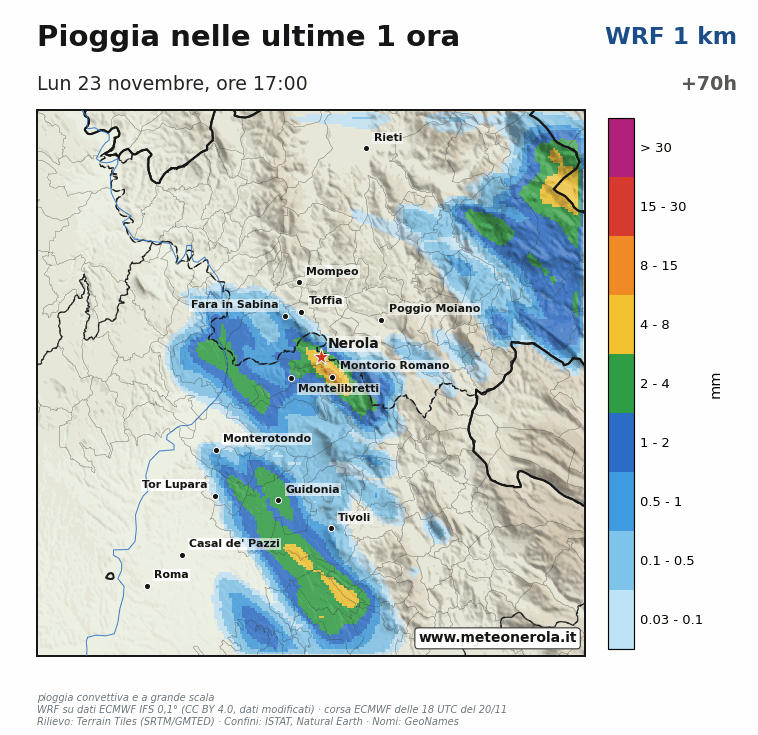 Pioggia nelle ultime 1 ora
WRF 1 km
Lun 23 novembre, ore 17:00
+70h
Rieti
Mompeo
Fara in Sabina
Toffia
Poggio Moiano
Nerola
Montorio Romano
Montelibretti
Monterotondo
Tor Lupara
Guidonia
Tivoli
Casal de' Pazzi
Roma
www.meteonerola.it
> 30
15 - 30
8 - 15
4 - 8
2 - 4
1 - 2
0.5 - 1
0.1 - 0.5
0.03 - 0.1
mm
pioggia convettiva e a grande scala
WRF su dati ECMWF IFS 0,1° (CC BY 4.0, dati modificati) · corsa ECMWF delle 18 UTC del 20/11
Rilievo: Terrain Tiles (SRTM/GMTED) · Confini: ISTAT, Natural Earth · Nomi: GeoNames